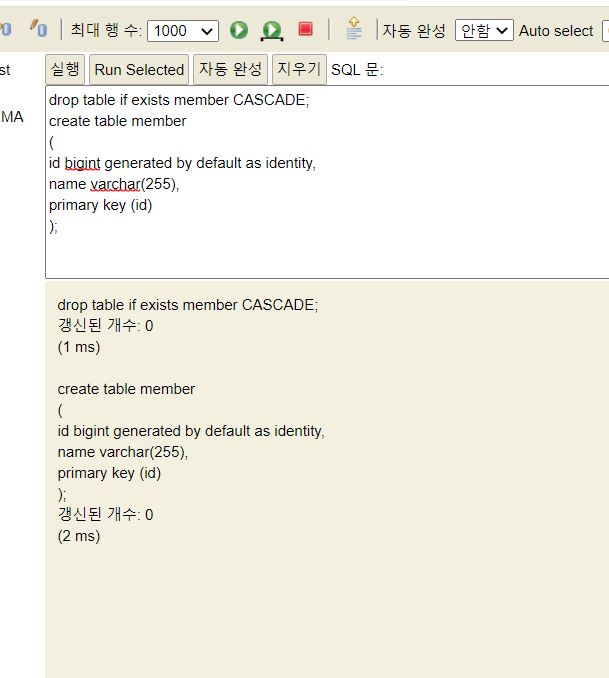 최대 행 수: 1000 자동 완성 안함 Auto select
st
실행 Run Selected 자동 완성 지우기 SQL 문:
MA
drop table if exists member CASCADE;
create table member
(
id bigint generated by default as identity,
name varchar(255),
primary key (id)
);
drop table if exists member CASCADE;
갱신된 개수: 0
(1 ms)
create table member
(
id bigint generated by default as identity,
name varchar(255),
primary key (id)
);
갱신된 개수: 0
(2 ms)